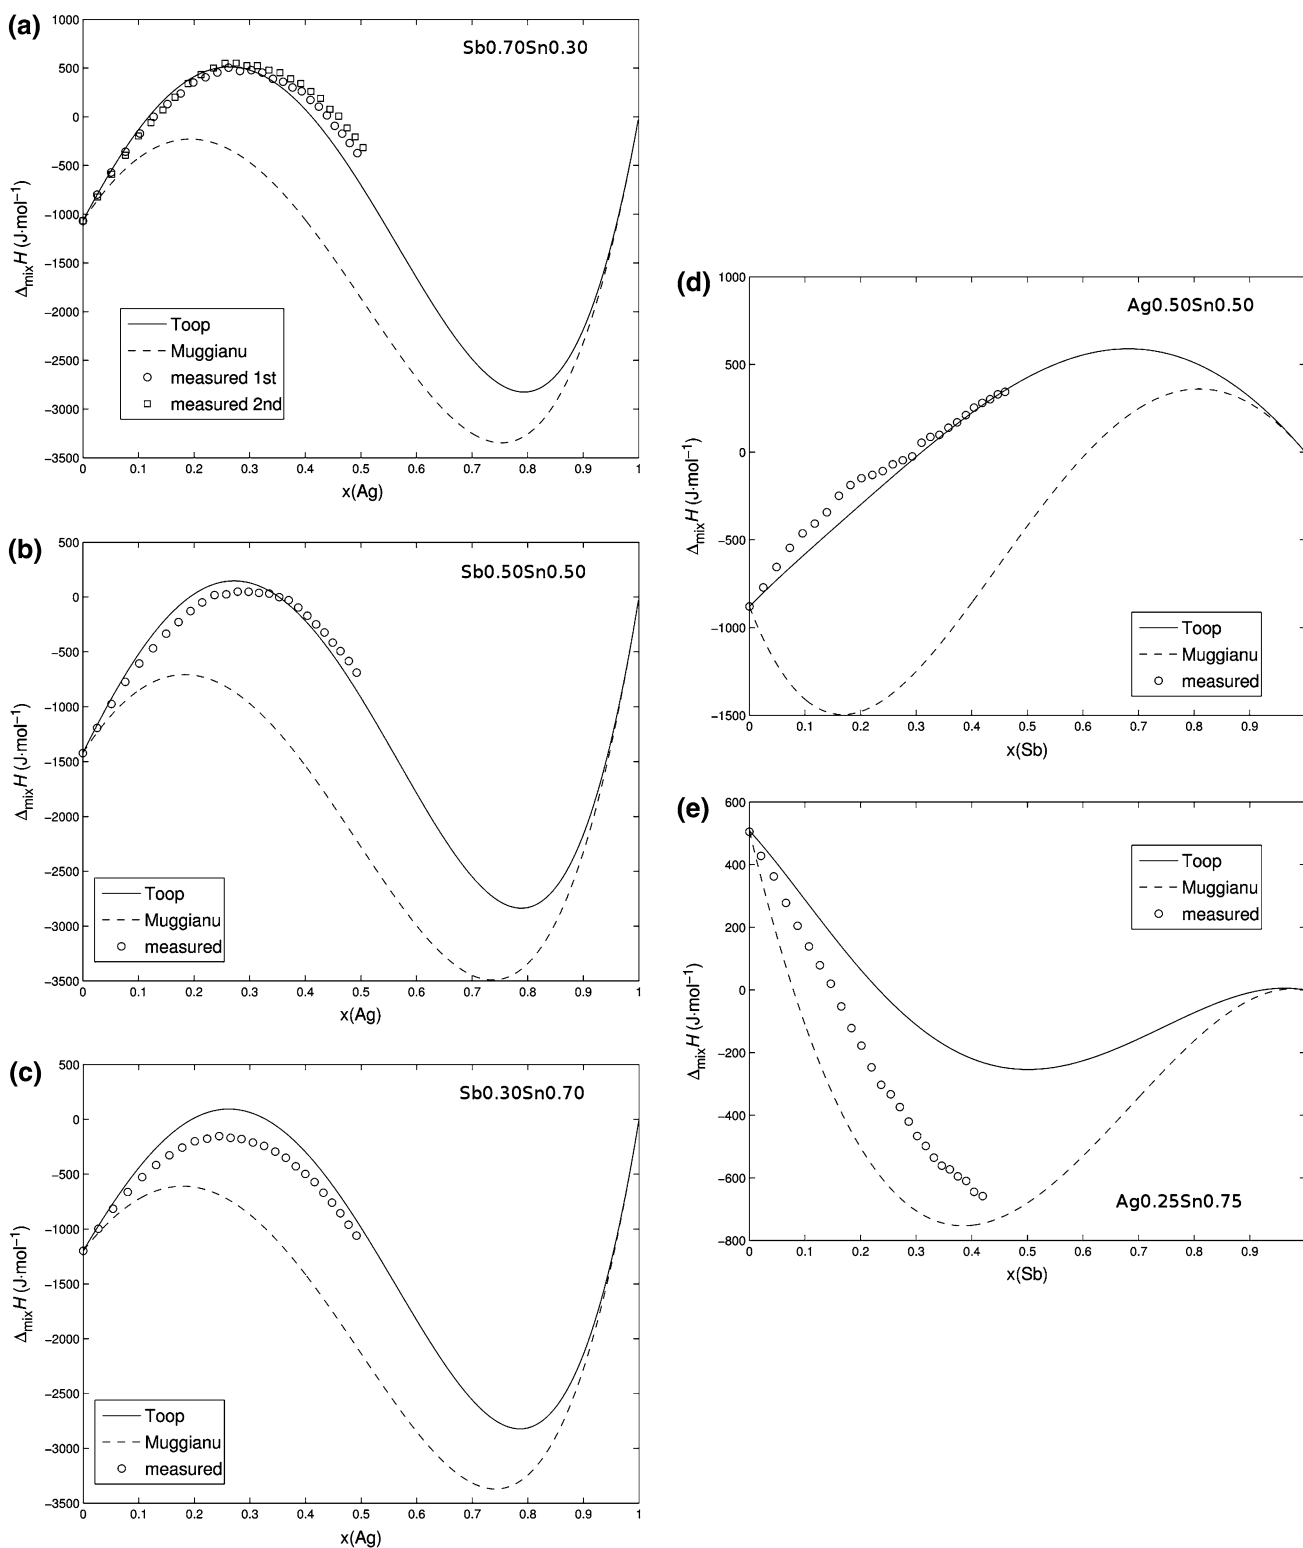 (a)
Sb0.70Sn0.30
1000
500
0
−500
−1000
−1500
−2000
−2500
−3000
−3500
ΔmixH (J·mol−1)
Toop
Muggianu
measured 1st
measured 2nd
0 0.1 0.2 0.3 0.4 0.5 0.6 0.7 0.8 0.9 1
x(Ag)
(b)
Sb0.50Sn0.50
500
0
−500
−1000
−1500
−2000
−2500
−3000
−3500
ΔmixH (J·mol−1)
Toop
Muggianu
measured
0 0.1 0.2 0.3 0.4 0.5 0.6 0.7 0.8 0.9 1
x(Ag)
(c)
Sb0.30Sn0.70
500
0
−500
−1000
−1500
−2000
−2500
−3000
−3500
ΔmixH (J·mol−1)
Toop
Muggianu
measured
0 0.1 0.2 0.3 0.4 0.5 0.6 0.7 0.8 0.9 1
x(Ag)
(d)
Ag0.50Sn0.50
1000
500
0
−500
−1000
−1500
ΔmixH (J·mol−1)
Toop
Muggianu
measured
0 0.1 0.2 0.3 0.4 0.5 0.6 0.7 0.8 0.9
x(Sb)
(e)
600
400
200
0
−200
−400
−600
−800
ΔmixH (J·mol−1)
Toop
Muggianu
measured
Ag0.25Sn0.75
0 0.1 0.2 0.3 0.4 0.5 0.6 0.7 0.8 0.9
x(Sb)